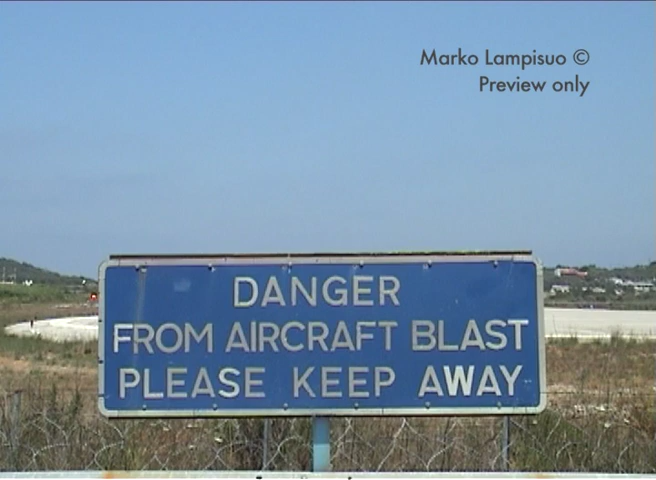 Marko Lampisuo ©
Preview only
DANGER
FROM AIRCRAFT BLAST
PLEASE KEEP AWAY